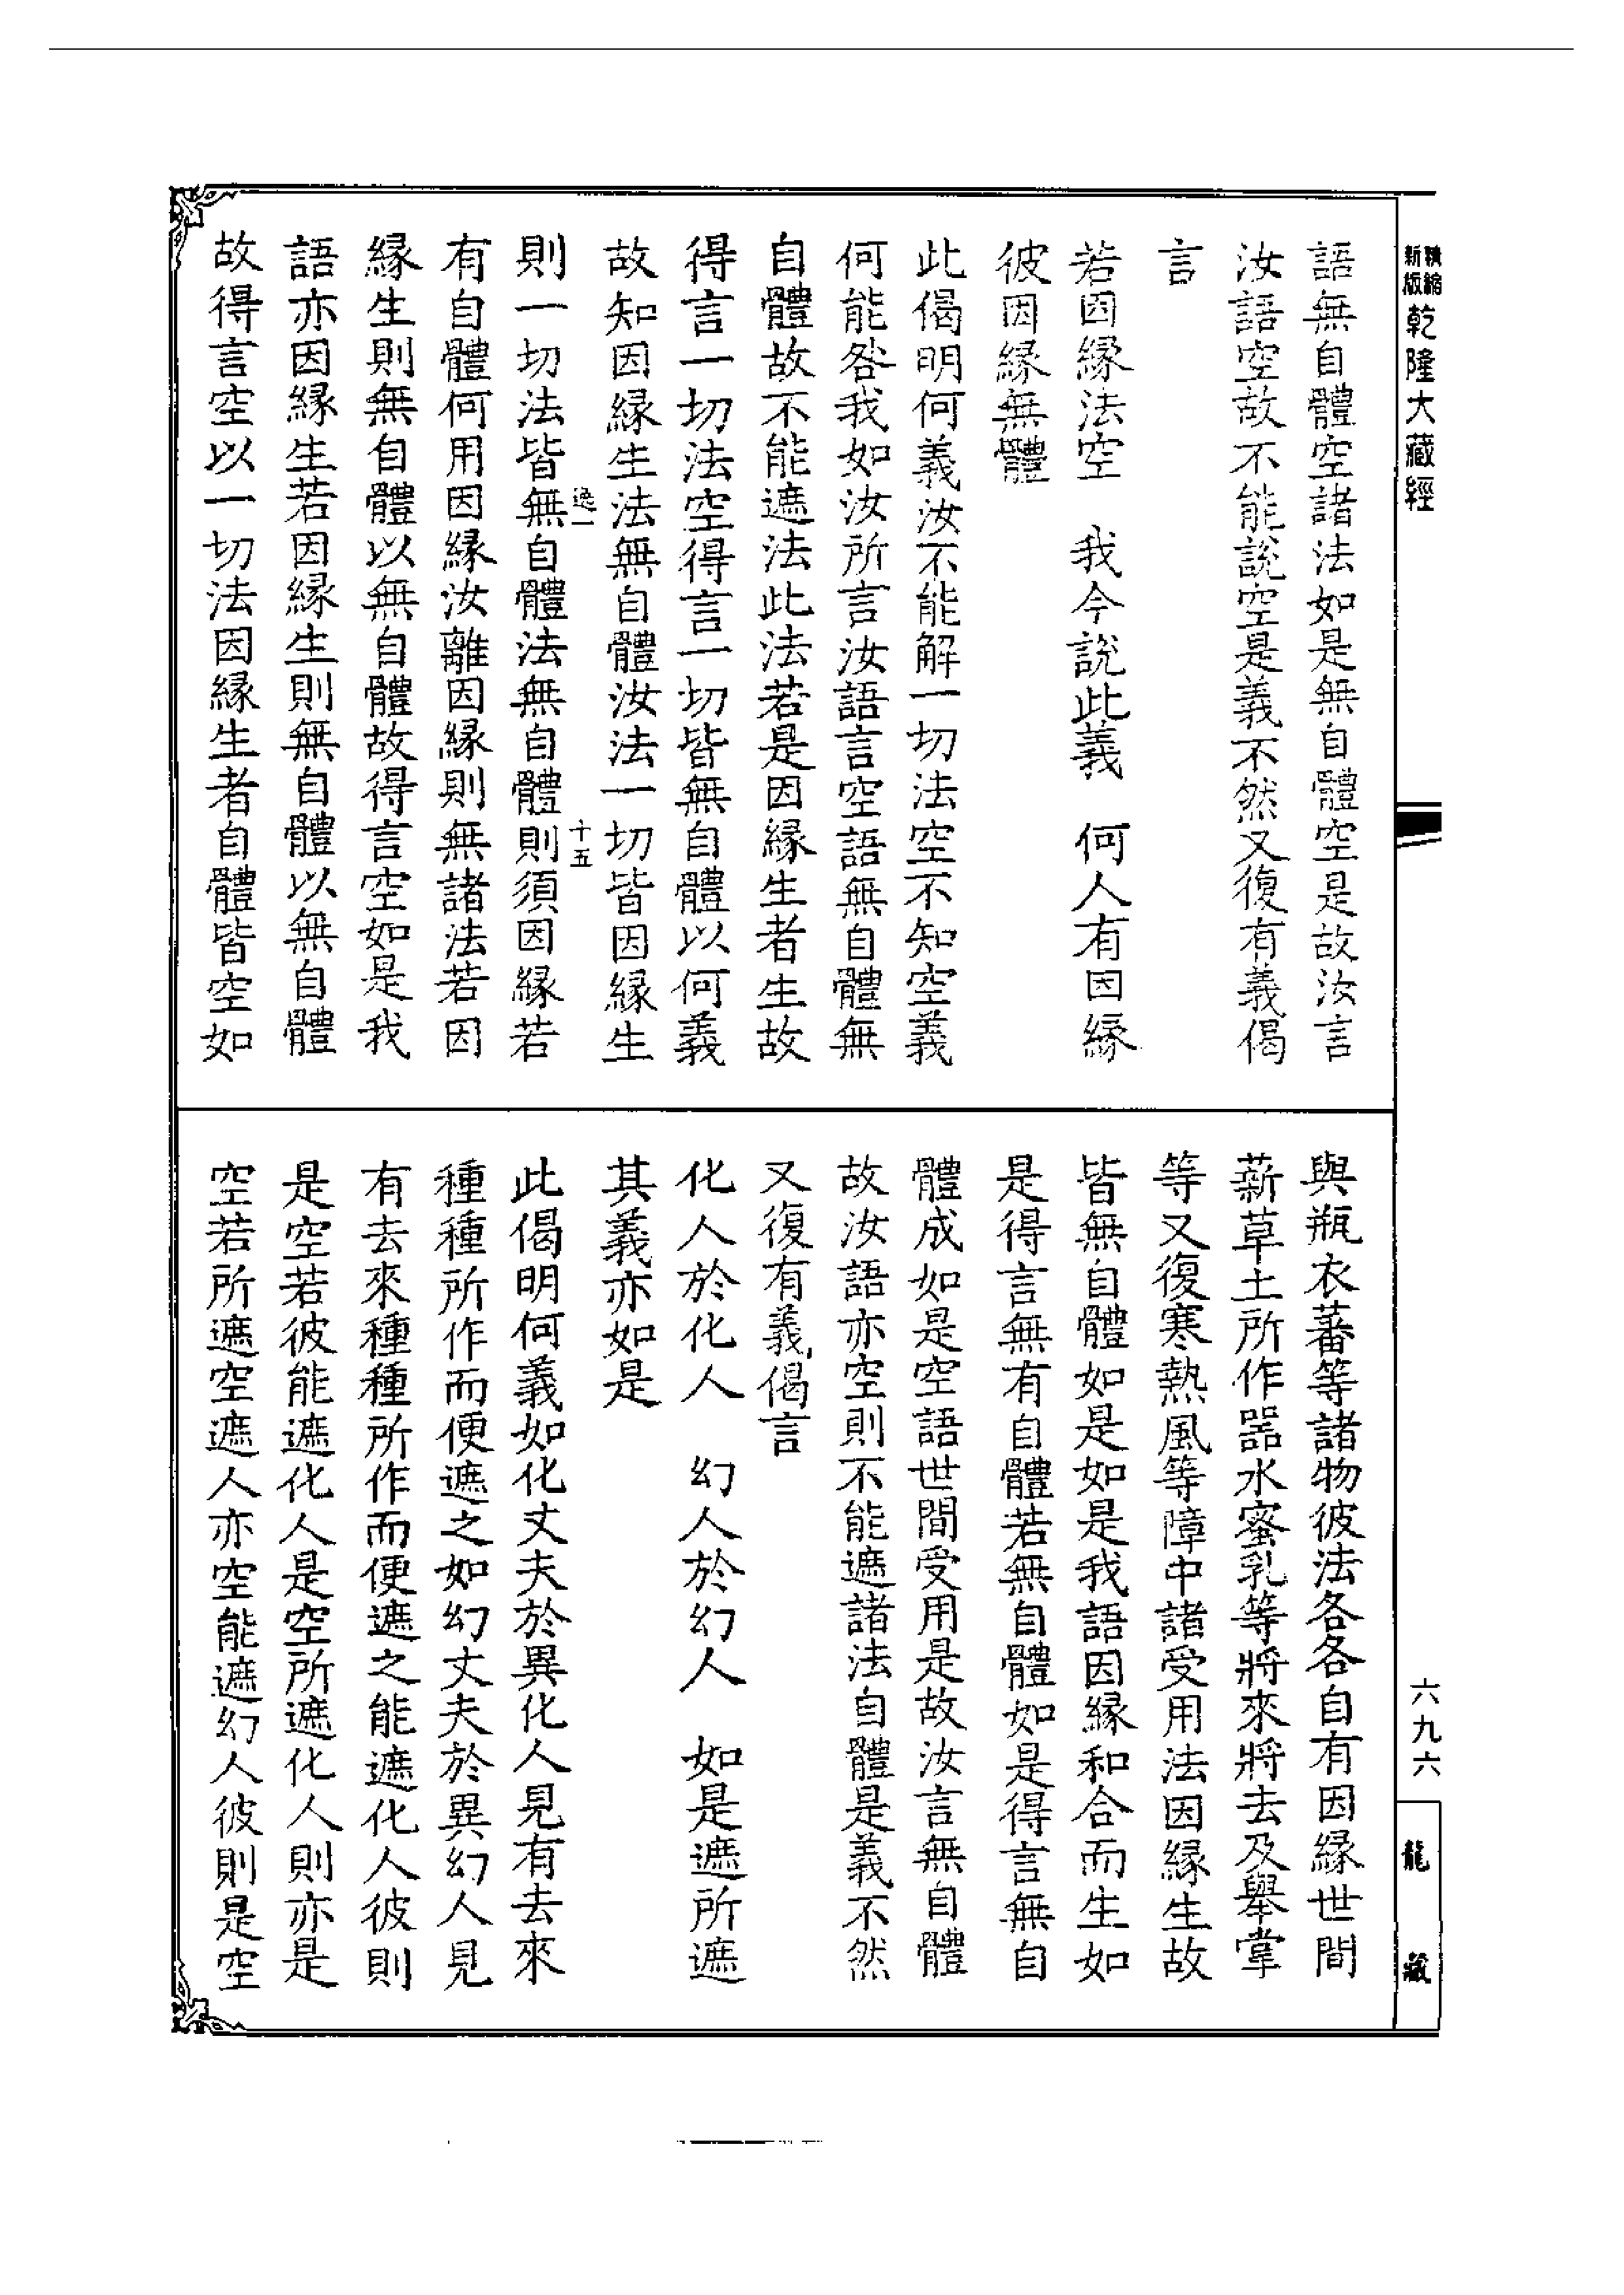 精縮
新版
乾隆大藏經
語無自體空諸法如是無自體空是故汝言
汝語空故不能說空是義不然又復有義偈
言
若因緣法空　我今說此義　何人有因緣
彼因緣無體
此偈明何義汝不能解一切法空不知空義
何能咎我如汝所言汝語言空語無自體無
自體故不能遮法此法若是因緣生者生故
得言一切法空得言一切皆無自體以何義
故知因緣生法無自體汝法一切皆因緣生
逸一
十五
則一切法皆無自體法無自體則須因緣若
有自體何用因緣汝離因緣則無諸法若因
緣生則無自體以無自體故得言空如是我
語亦因緣生若因緣生則無自體以無自體
故得言空以一切法因緣生者自體皆空如
與瓶衣蕃等諸物彼法各各自有因緣世間
薪草土所作器水蜜乳等將來將去及舉掌
等又復寒熱風等障中諸受用法因緣生故
皆無自體如是如是我語因緣和合而生如
是得言無有自體若無自體如是得言無自
體成如是空語世間受用是故汝言無自體
故汝語亦空則不能遮諸法自體是義不然
又復有義偈言
化人於化人　幻人於幻人　如是遮所遮
其義亦如是
此偈明何義如化丈夫於異化人見有去來
種種所作而便遮之如幻丈夫於異幻人見
有去來種種所作而便遮之能遮化人彼則
是空若彼能遮化人是空所遮化人則亦是
空若所遮空遮人亦空能遮幻人彼則是空
六九六
龍藏